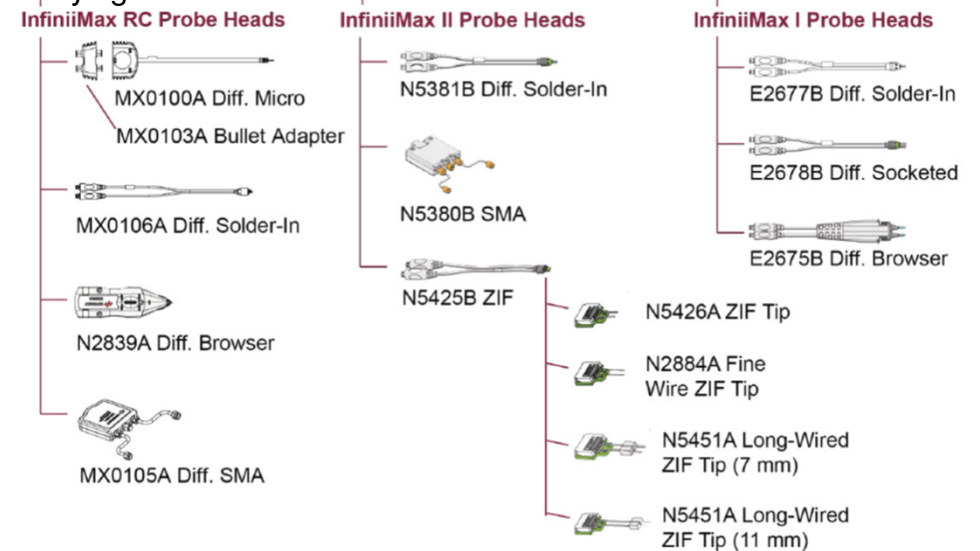 InfiniiMax RC Probe Heads
MX0100A Diff. Micro
MX0103A Bullet Adapter
MX0106A Diff. Solder-In
N2839A Diff. Browser
MX0105A Diff. SMA
InfiniiMax II Probe Heads
N5381B Diff. Solder-In
N5380B SMA
N5425B ZIF
N5426A ZIF Tip
N2884A Fine
Wire ZIF Tip
N5451A Long-Wired
ZIF Tip (7 mm)
N5451A Long-Wired
ZIF Tip (11 mm)
InfiniiMax I Probe Heads
E2677B Diff. Solder-In
E2678B Diff. Socketed
E2675B Diff. Browser